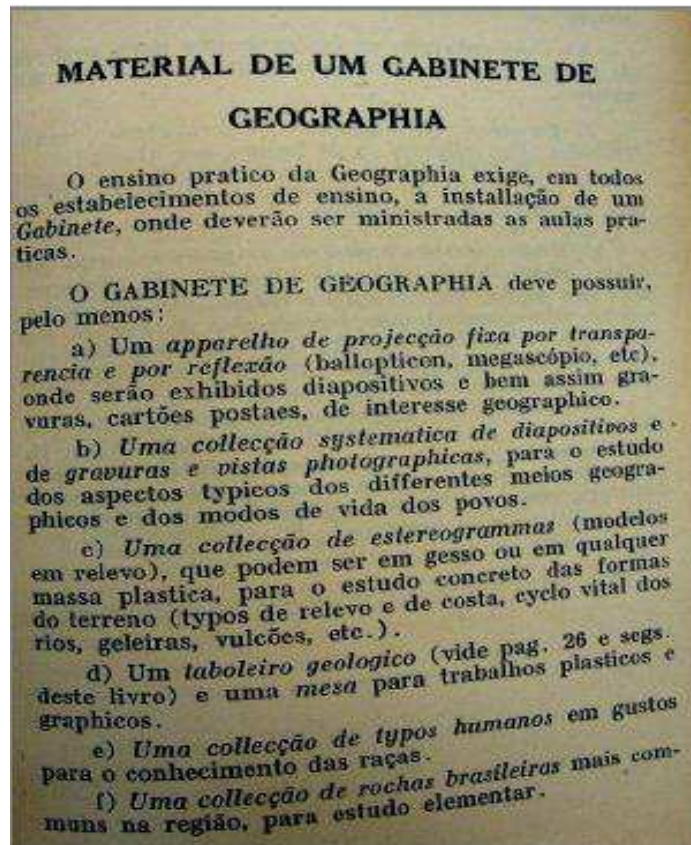 MATERIAL DE UM GABINETE DE
GEOGRAPHIA
O ensino pratico da Geographia exige, em todos
os estabelecimentos de ensino, a installação de um
Gabinete, onde deverão ser ministradas as aulas pra-
ticas.
O GABINETE DE GEOGRAPHIA deve possuir,
pelo menos:
a) Um apparelho de projecção fixa por transpa-
rencia e por reflexão (ballopticon, megascópio, etc),
onde serão exhibidos diapositivos e bem assim gra-
vuras, cartões postaes, de interesse geographico.
b) Uma collecção systematica de diapositivos e
de gravuras e vistas photographicas, para o estudo
dos aspectos typicos dos differentes meios geogra-
phicos e dos modos de vida dos povos.
c) Uma collecção de estereogrammas (modelos
em relevo), que podem ser em gesso ou em qualquer
massa plastica, para o estudo concreto das formas
do terreno (typos de relevo e de costa, cyclo vital dos
rios, geleiras, vulcões, etc.).
d) Um taboleiro geologico (vide pag. 26 e segs.
deste livro) e uma mesa para trabalhos plasticos e
graphicos.
e) Uma collecção de typos humanos em gustos
para o conhecimento das raças.
f) Uma collecção de rochas brasileiras mais com-
muns na região, para estudo elementar.